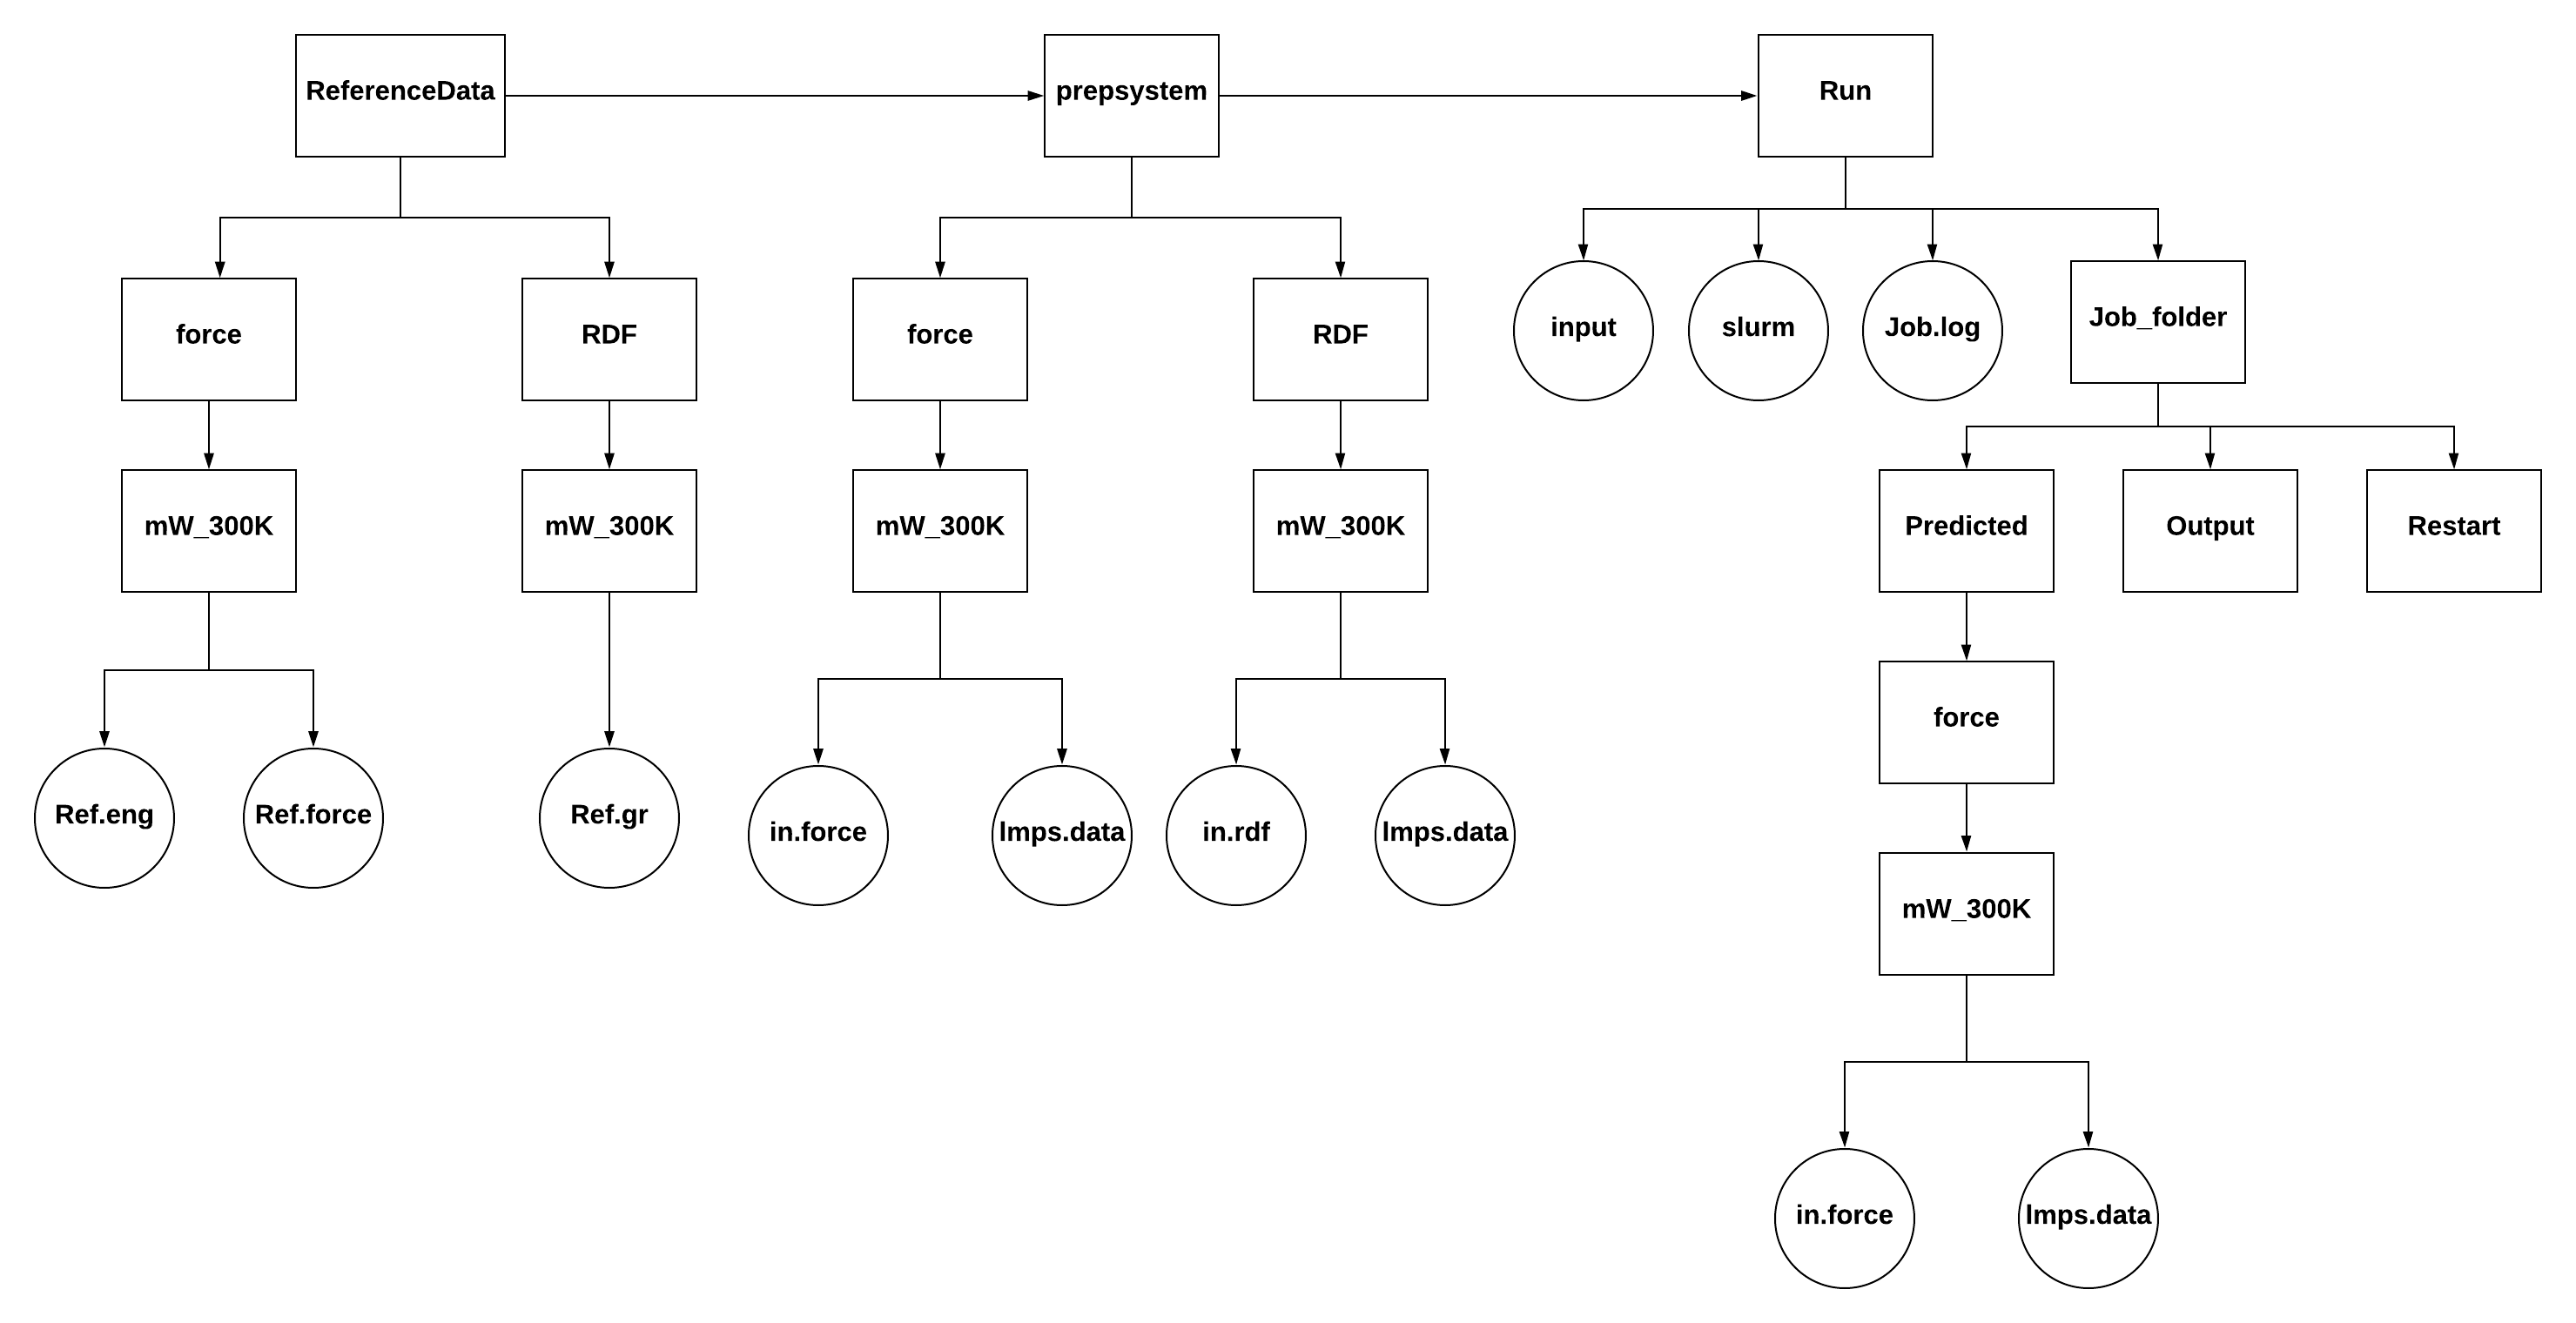 ReferenceData
prepsystem
Run
force
RDF
force
RDF
input
slurm
Job.log
Job_folder
mW_300K
mW_300K
mW_300K
mW_300K
Predicted
Output
Restart
force
Ref.eng
Ref.force
Ref.gr
in.force
lmps.data
in.rdf
lmps.data
mW_300K
in.force
lmps.data